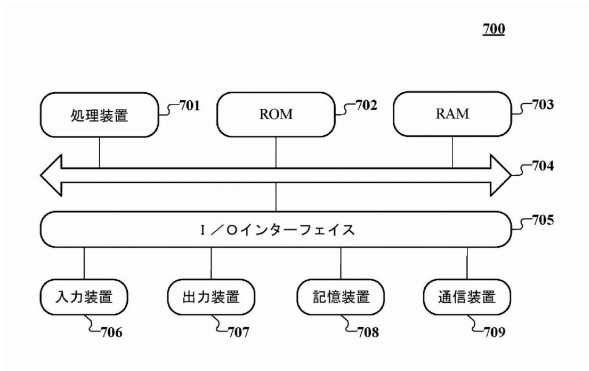 700
処理装置
701
ROM
702
RAM
703
704
I／Oインターフェイス
705
入力装置
出力装置
記憶装置
通信装置
706
707
708
709